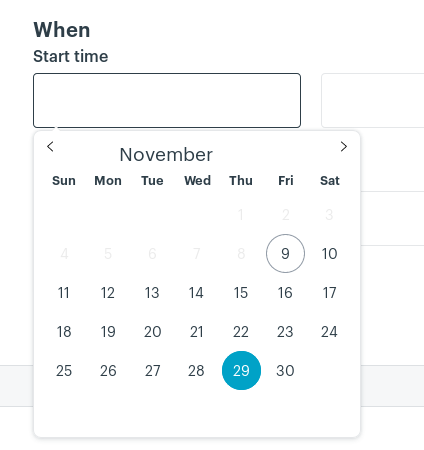 When
Start time
November
Sun Mon Tue Wed Thu Fri Sat
1 2 3
4 5 6 7 8 9 10
11 12 13 14 15 16 17
18 19 20 21 22 23 24
25 26 27 28 29 30